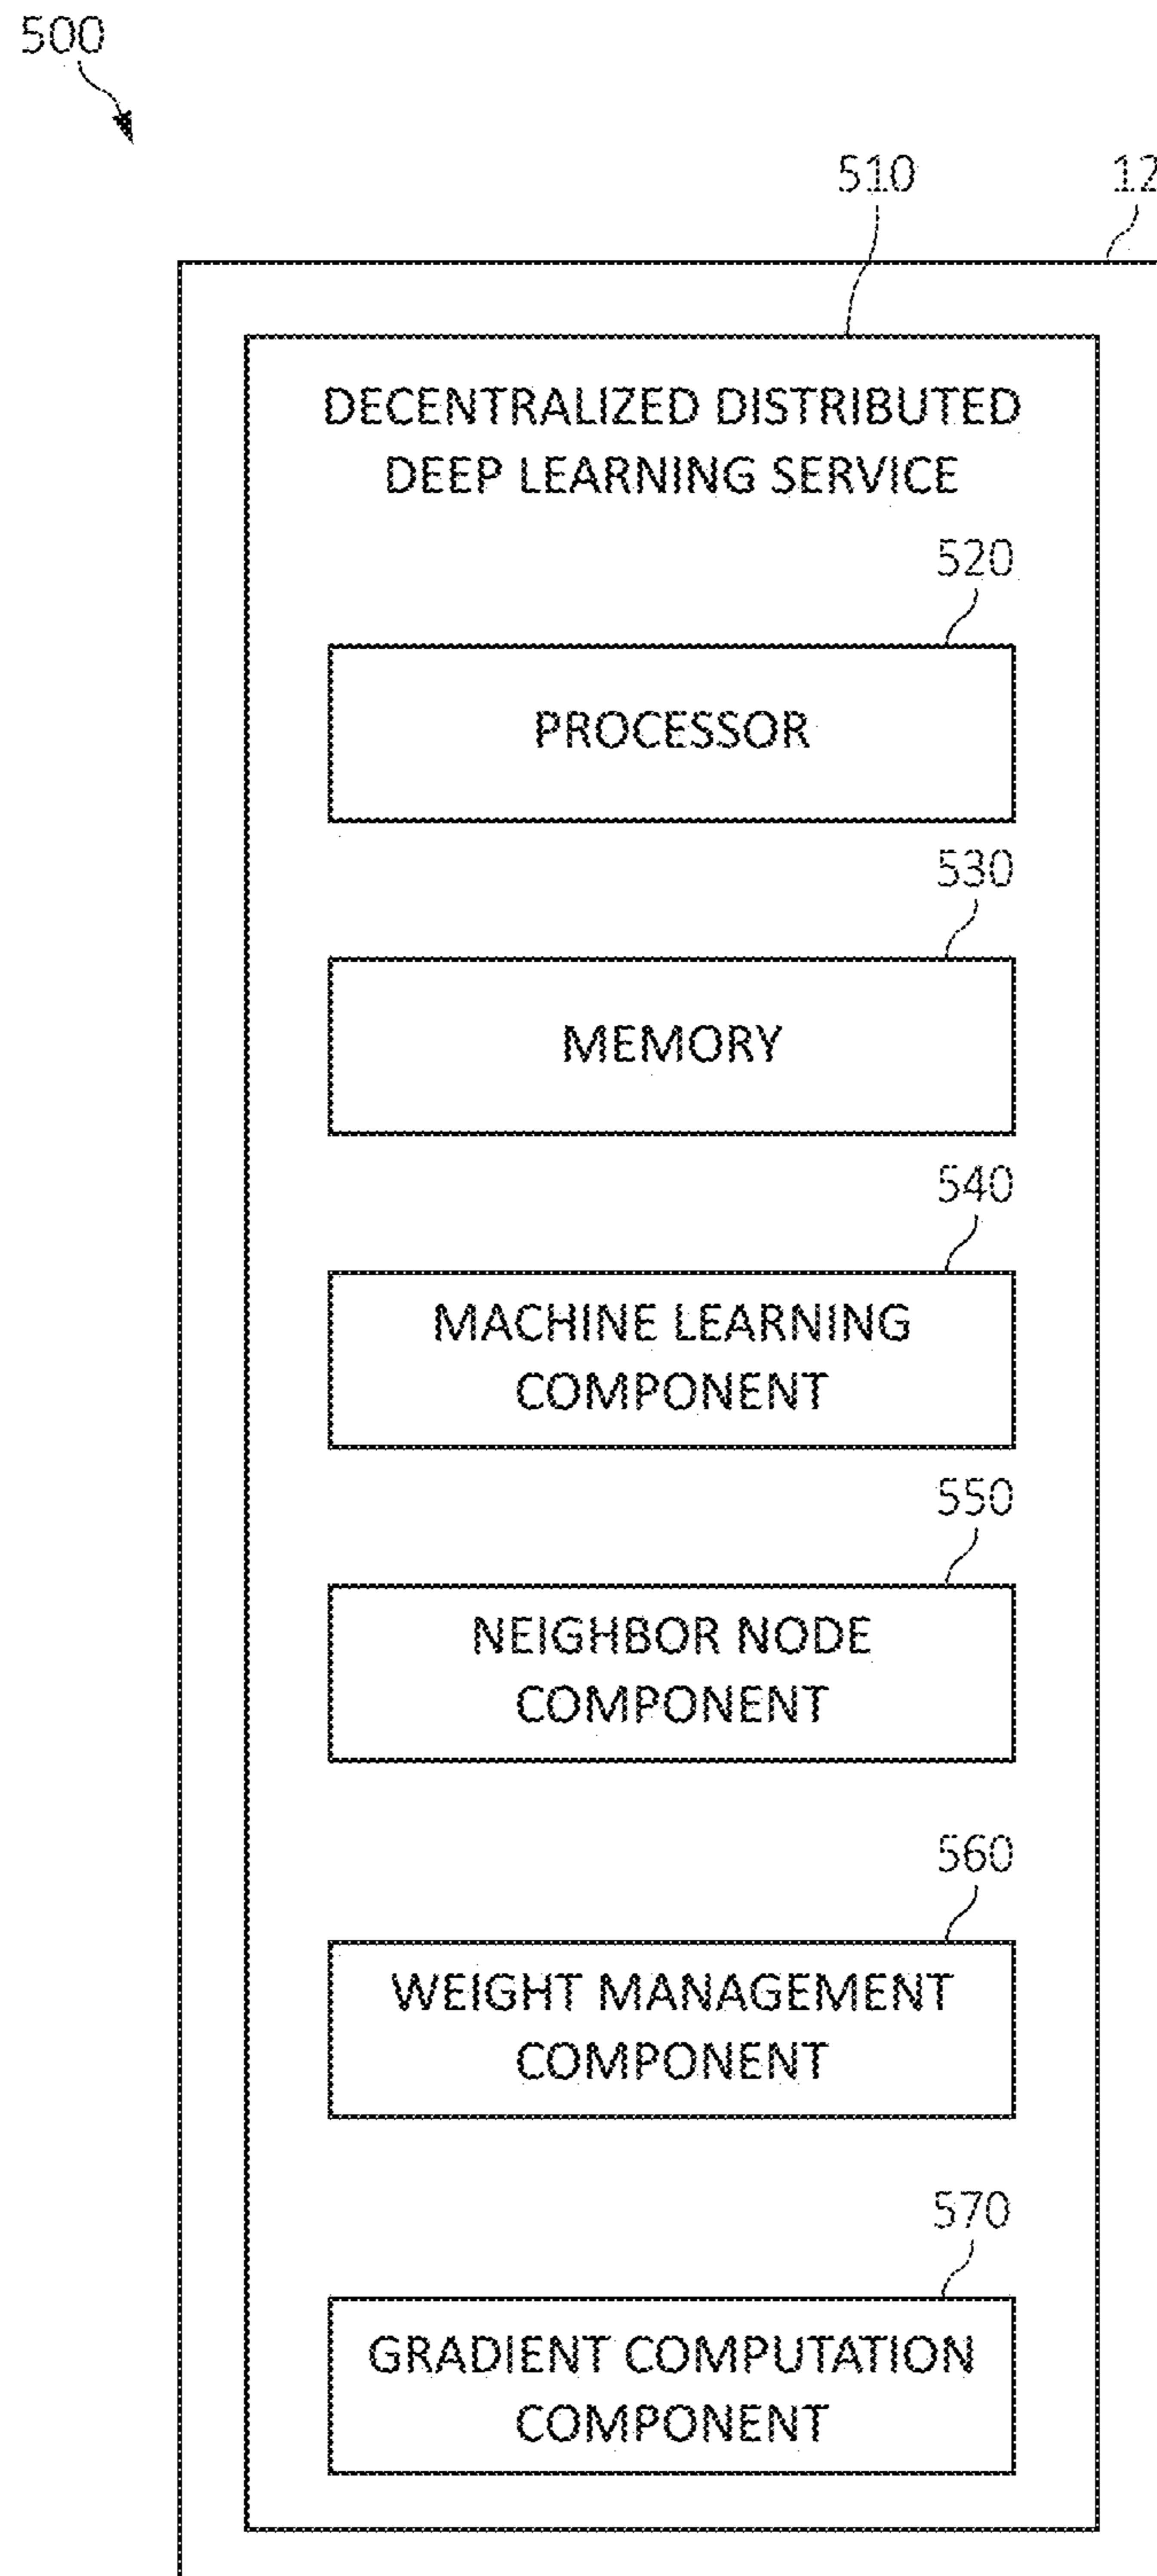 500
510
12
DECENTRALIZED DISTRIBUTED
DEEP LEARNING SERVICE
520
PROCESSOR
530
MEMORY
540
MACHINE LEARNING
COMPONENT
550
NEIGHBOR NODE
COMPONENT
560
WEIGHT MANAGEMENT
COMPONENT
570
GRADIENT COMPUTATION
COMPONENT